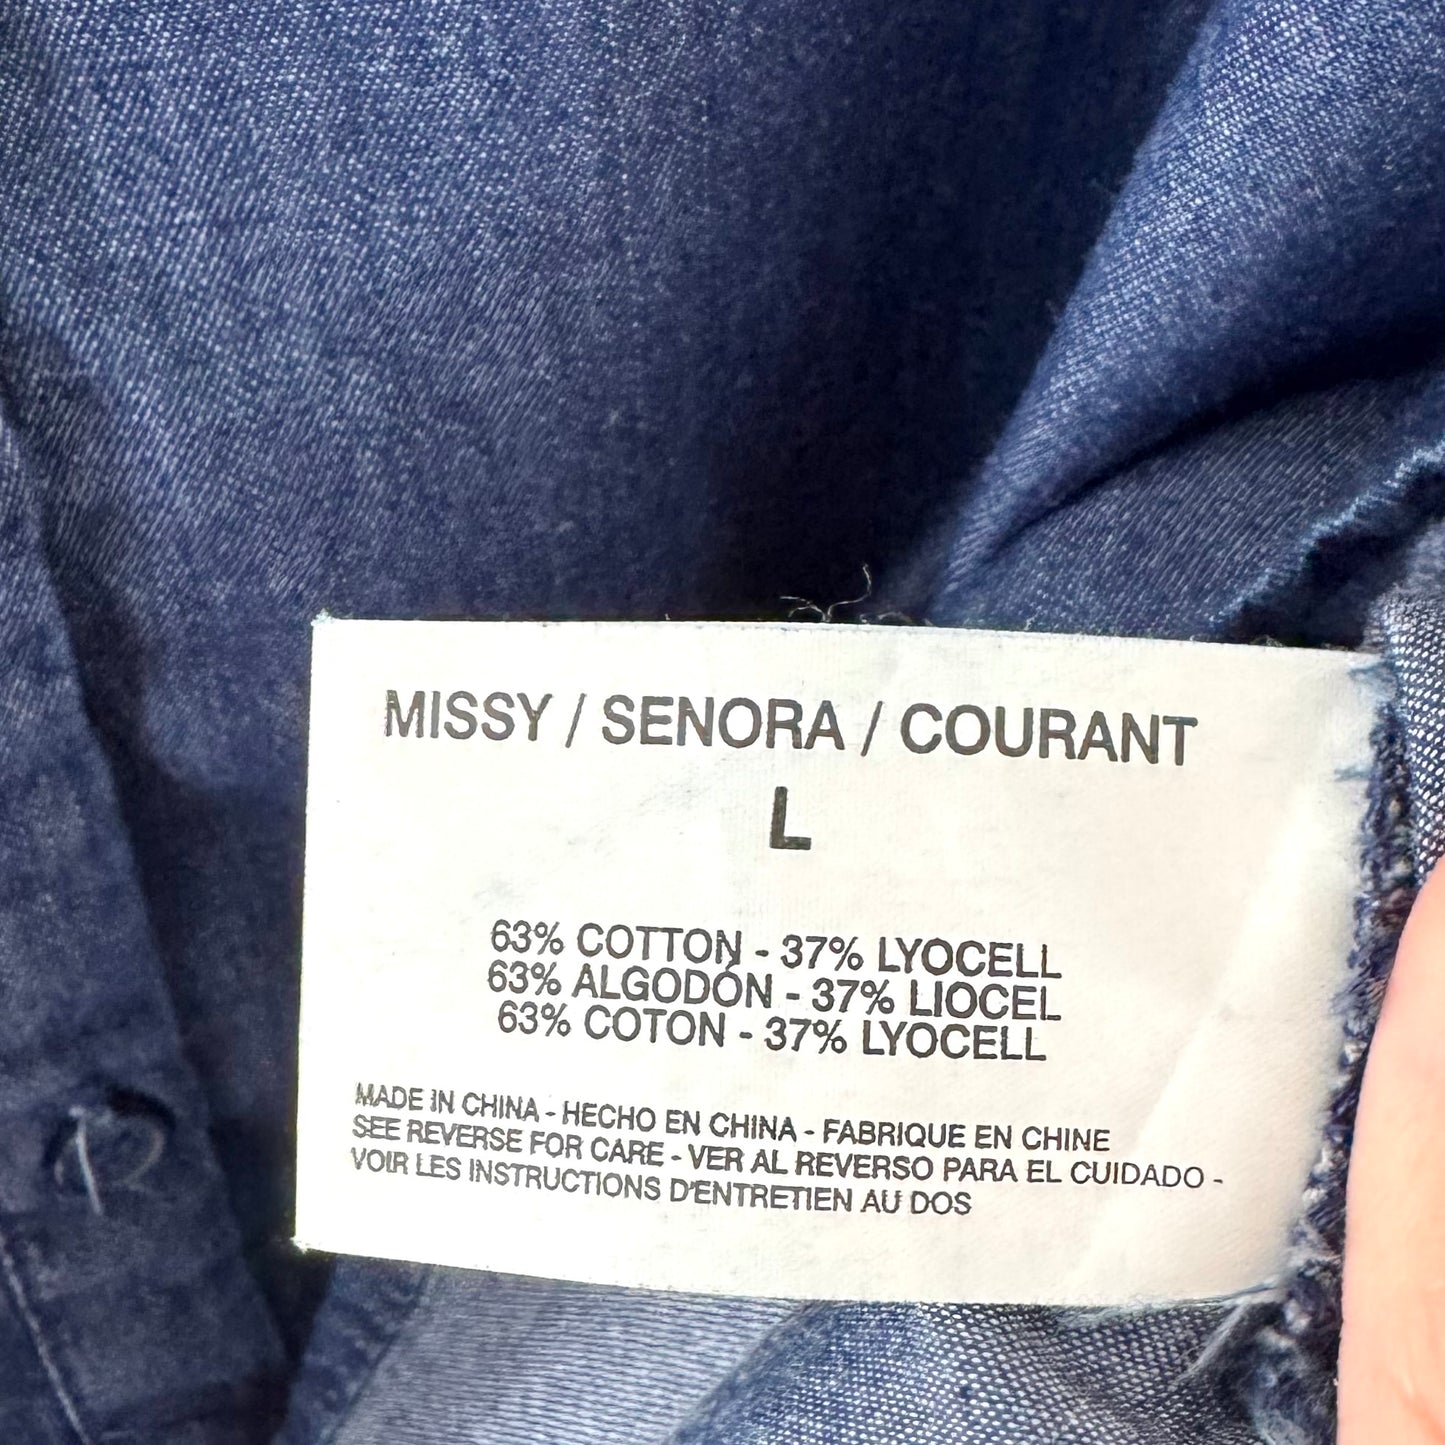 MISSY / SENORA / COURANT
L
63% COTTON - 37% LYOCELL
63% ALGODÓN - 37% LIOCEL
63% COTON - 37% LYOCELL
MADE IN CHINA - HECHO EN CHINA - FABRIQUE EN CHINE
SEE REVERSE FOR CARE - VER AL REVERSO PARA EL CUIDADO -
VOIR LES INSTRUCTIONS D'ENTRETIEN AU DOS